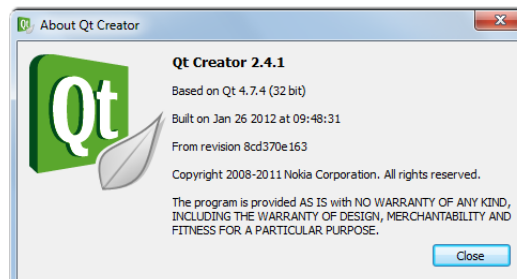 About Qt Creator
Qt
Qt Creator 2.4.1
Based on Qt 4.7.4 (32 bit)
Built on Jan 26 2012 at 09:48:31
From revision 8cd370e163
Copyright 2008-2011 Nokia Corporation. All rights reserved.
The program is provided AS IS with NO WARRANTY OF ANY KIND,
INCLUDING THE WARRANTY OF DESIGN, MERCHANTABILITY AND
FITNESS FOR A PARTICULAR PURPOSE.
Close